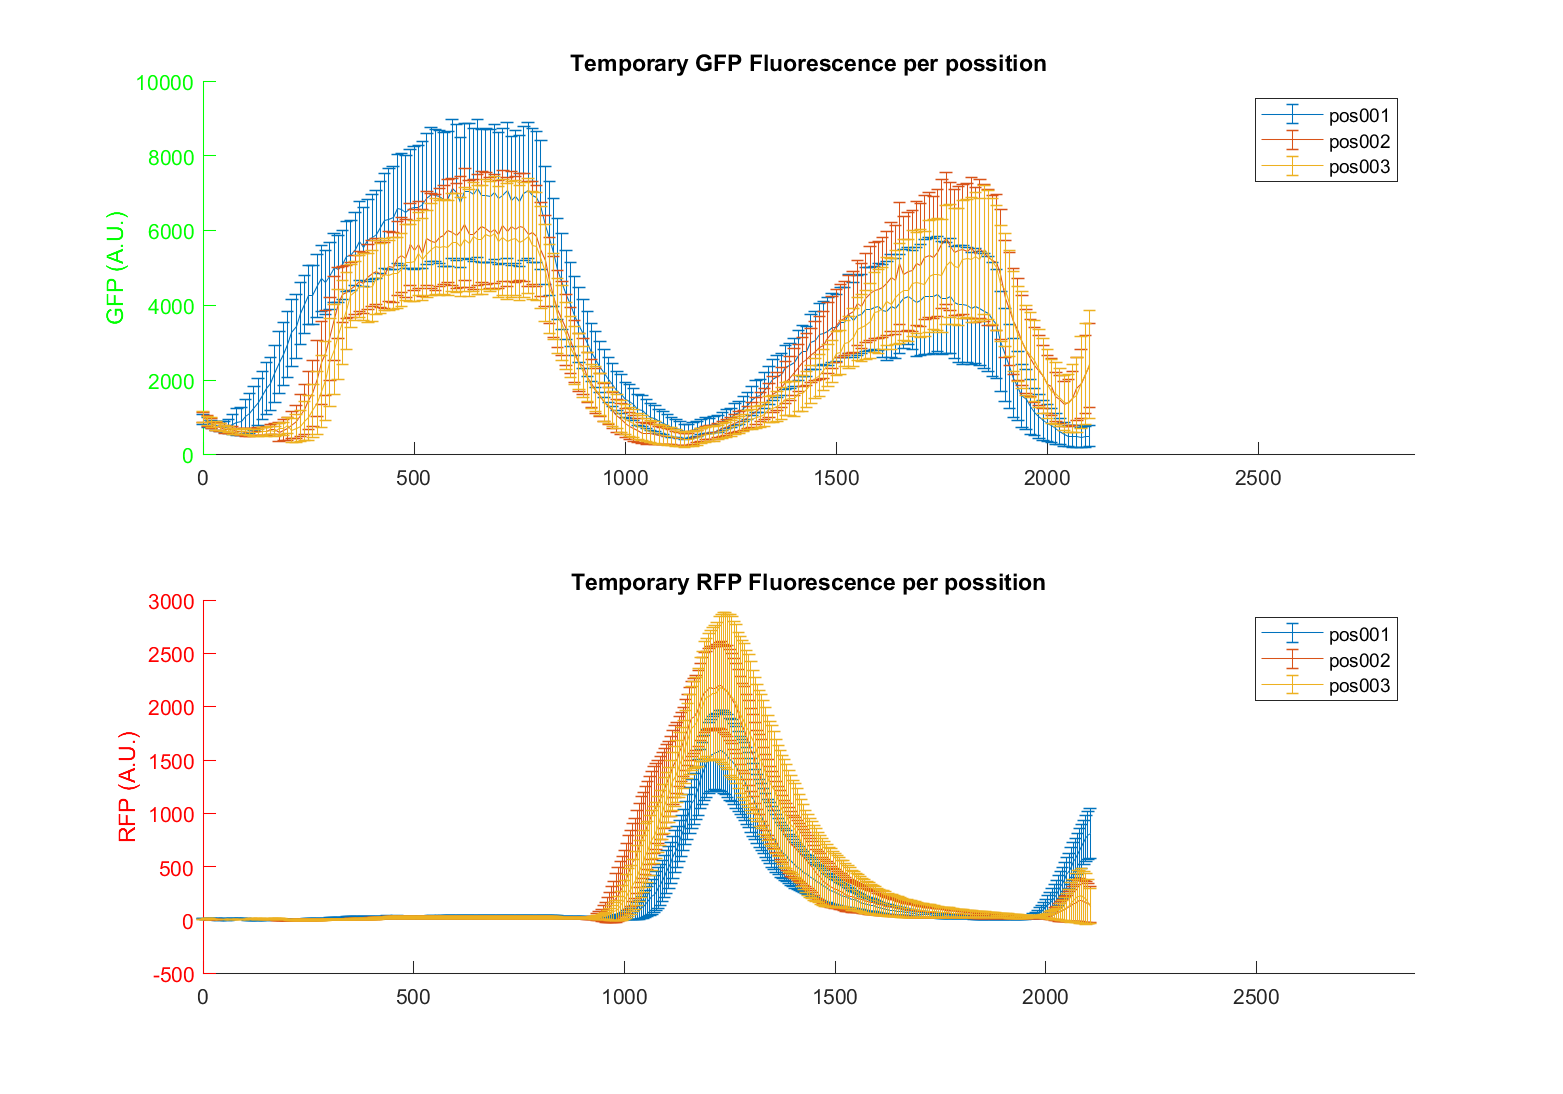 Temporary GFP Fluorescence per possition
GFP (A.U.)
10000
8000
6000
4000
2000
0
0 500 1000 1500 2000 2500
pos001
pos002
pos003
Temporary RFP Fluorescence per possition
RFP (A.U.)
3000
2500
2000
1500
1000
500
0
-500
0 500 1000 1500 2000 2500
pos001
pos002
pos003